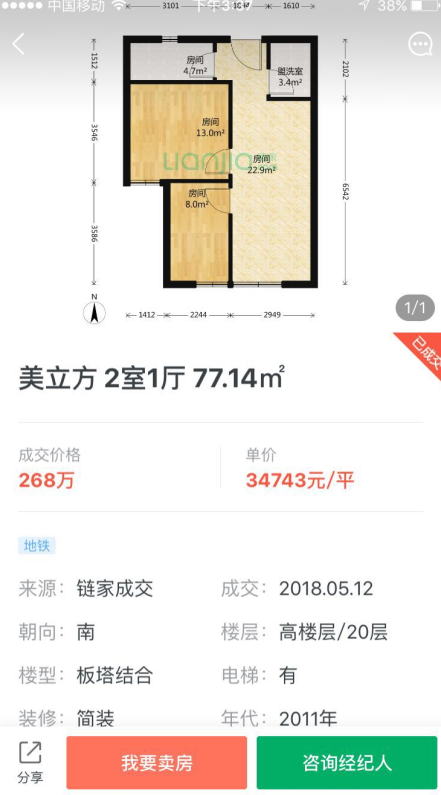 中国移动 下午3:37 38%
3101 1610
房间
4.7m²
盥洗室
3.4m²
1512
2102
房间
13.0m²
3546
lianjia
房间
22.9m²
6542
房间
8.0m²
3586
N
1412 2244 2949
1/1
已成交
美立方 2室1厅 77.14㎡
成交价格 单价
268万 34743元/平
地铁
来源: 链家成交 成交: 2018.05.12
朝向: 南 楼层: 高楼层/20层
楼型: 板塔结合 电梯: 有
装修: 简装 年代: 2011年
分享 我要卖房 咨询经纪人